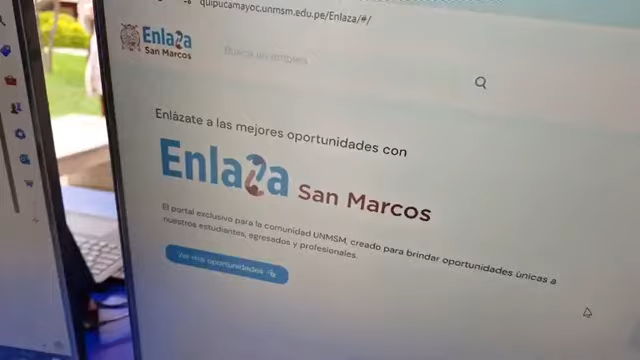 quipucamayoc.unmsm.edu.pe/Enlaza/#/
Enlaza
San Marcos
Busca un empleo
Enlázate a las mejores oportunidades con
Enlaza San Marcos
El portal exclusivo para la comunidad UNMSM, creado para brindar oportunidades únicas a
nuestros estudiantes, egresados y profesionales.
Ver mis oportunidades